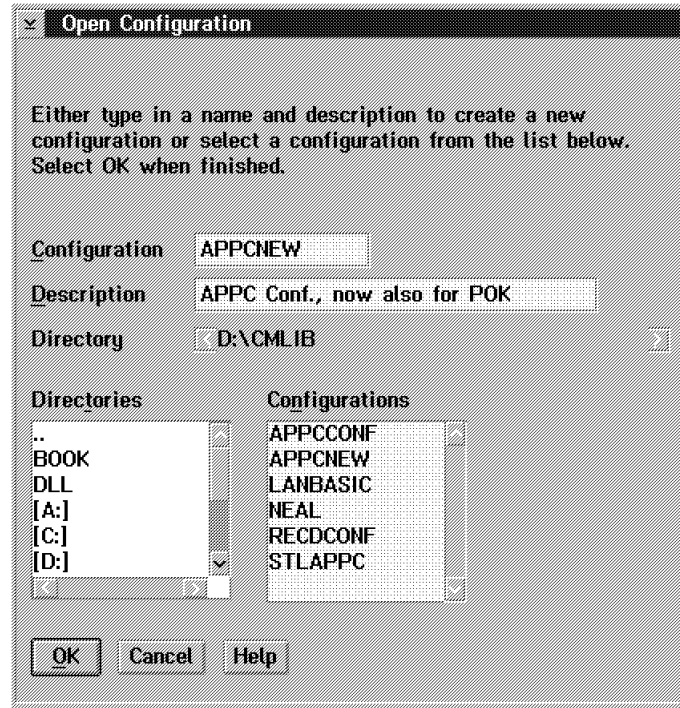 Open Configuration
Either type in a name and description to create a new
configuration or select a configuration from the list below.
Select OK when finished.
Configuration APPCNEW
Description APPC Conf., now also for POK
Directory D:\CMLIB
Directories Configurations
.. APPCCONF
BOOK APPCNEW
DLL LANBASIC
[A:] NEAL
[C:] RECDCONF
[D:] STLAPPC
OK Cancel Help